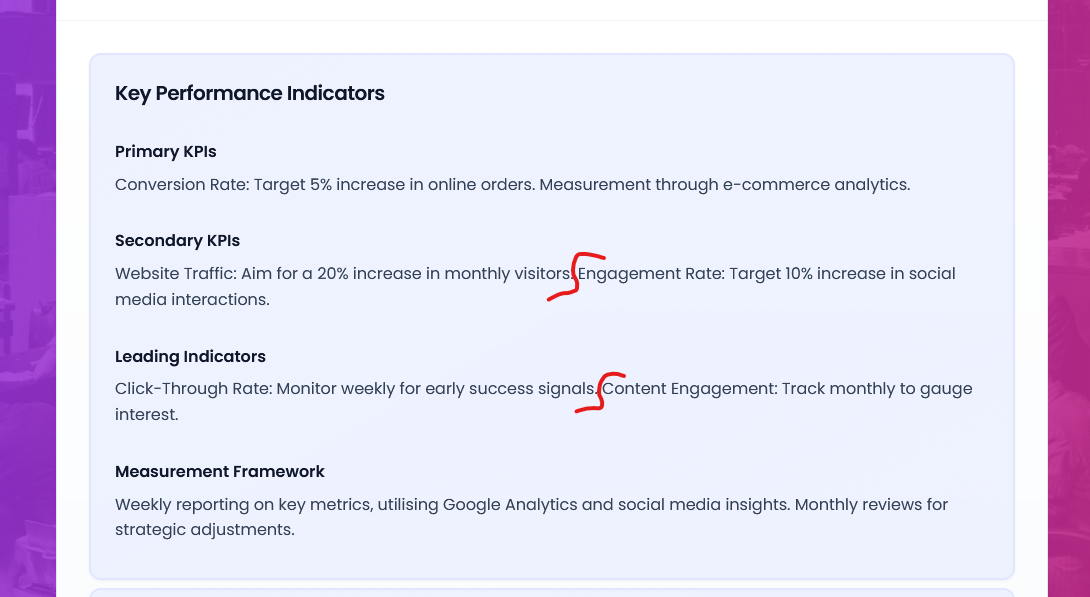 Key Performance Indicators
Primary KPIs
Conversion Rate: Target 5% increase in online orders. Measurement through e-commerce analytics.
Secondary KPIs
Website Traffic: Aim for a 20% increase in monthly visitors. Engagement Rate: Target 10% increase in social
media interactions.
Leading Indicators
Click-Through Rate: Monitor weekly for early success signals. Content Engagement: Track monthly to gauge
interest.
Measurement Framework
Weekly reporting on key metrics, utilising Google Analytics and social media insights. Monthly reviews for
strategic adjustments.